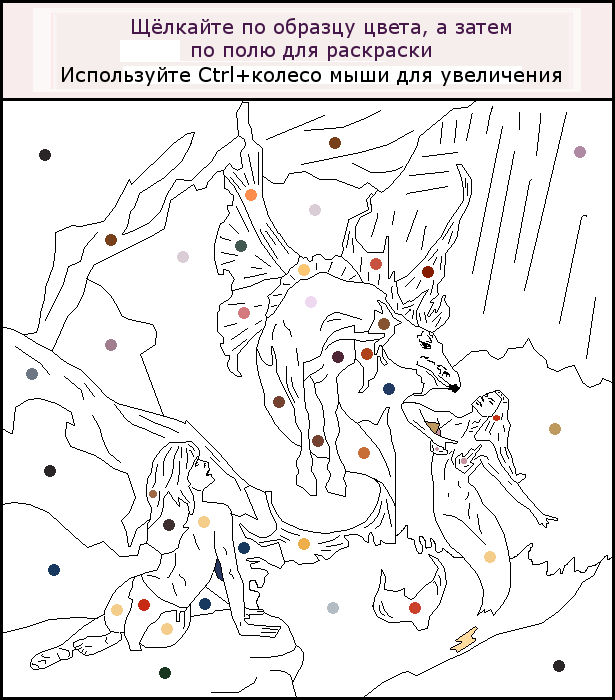 Щёлкайте по образцу цвета, а затем
по полю для раскраски
Используйте Ctrl+колесо мыши для увеличения